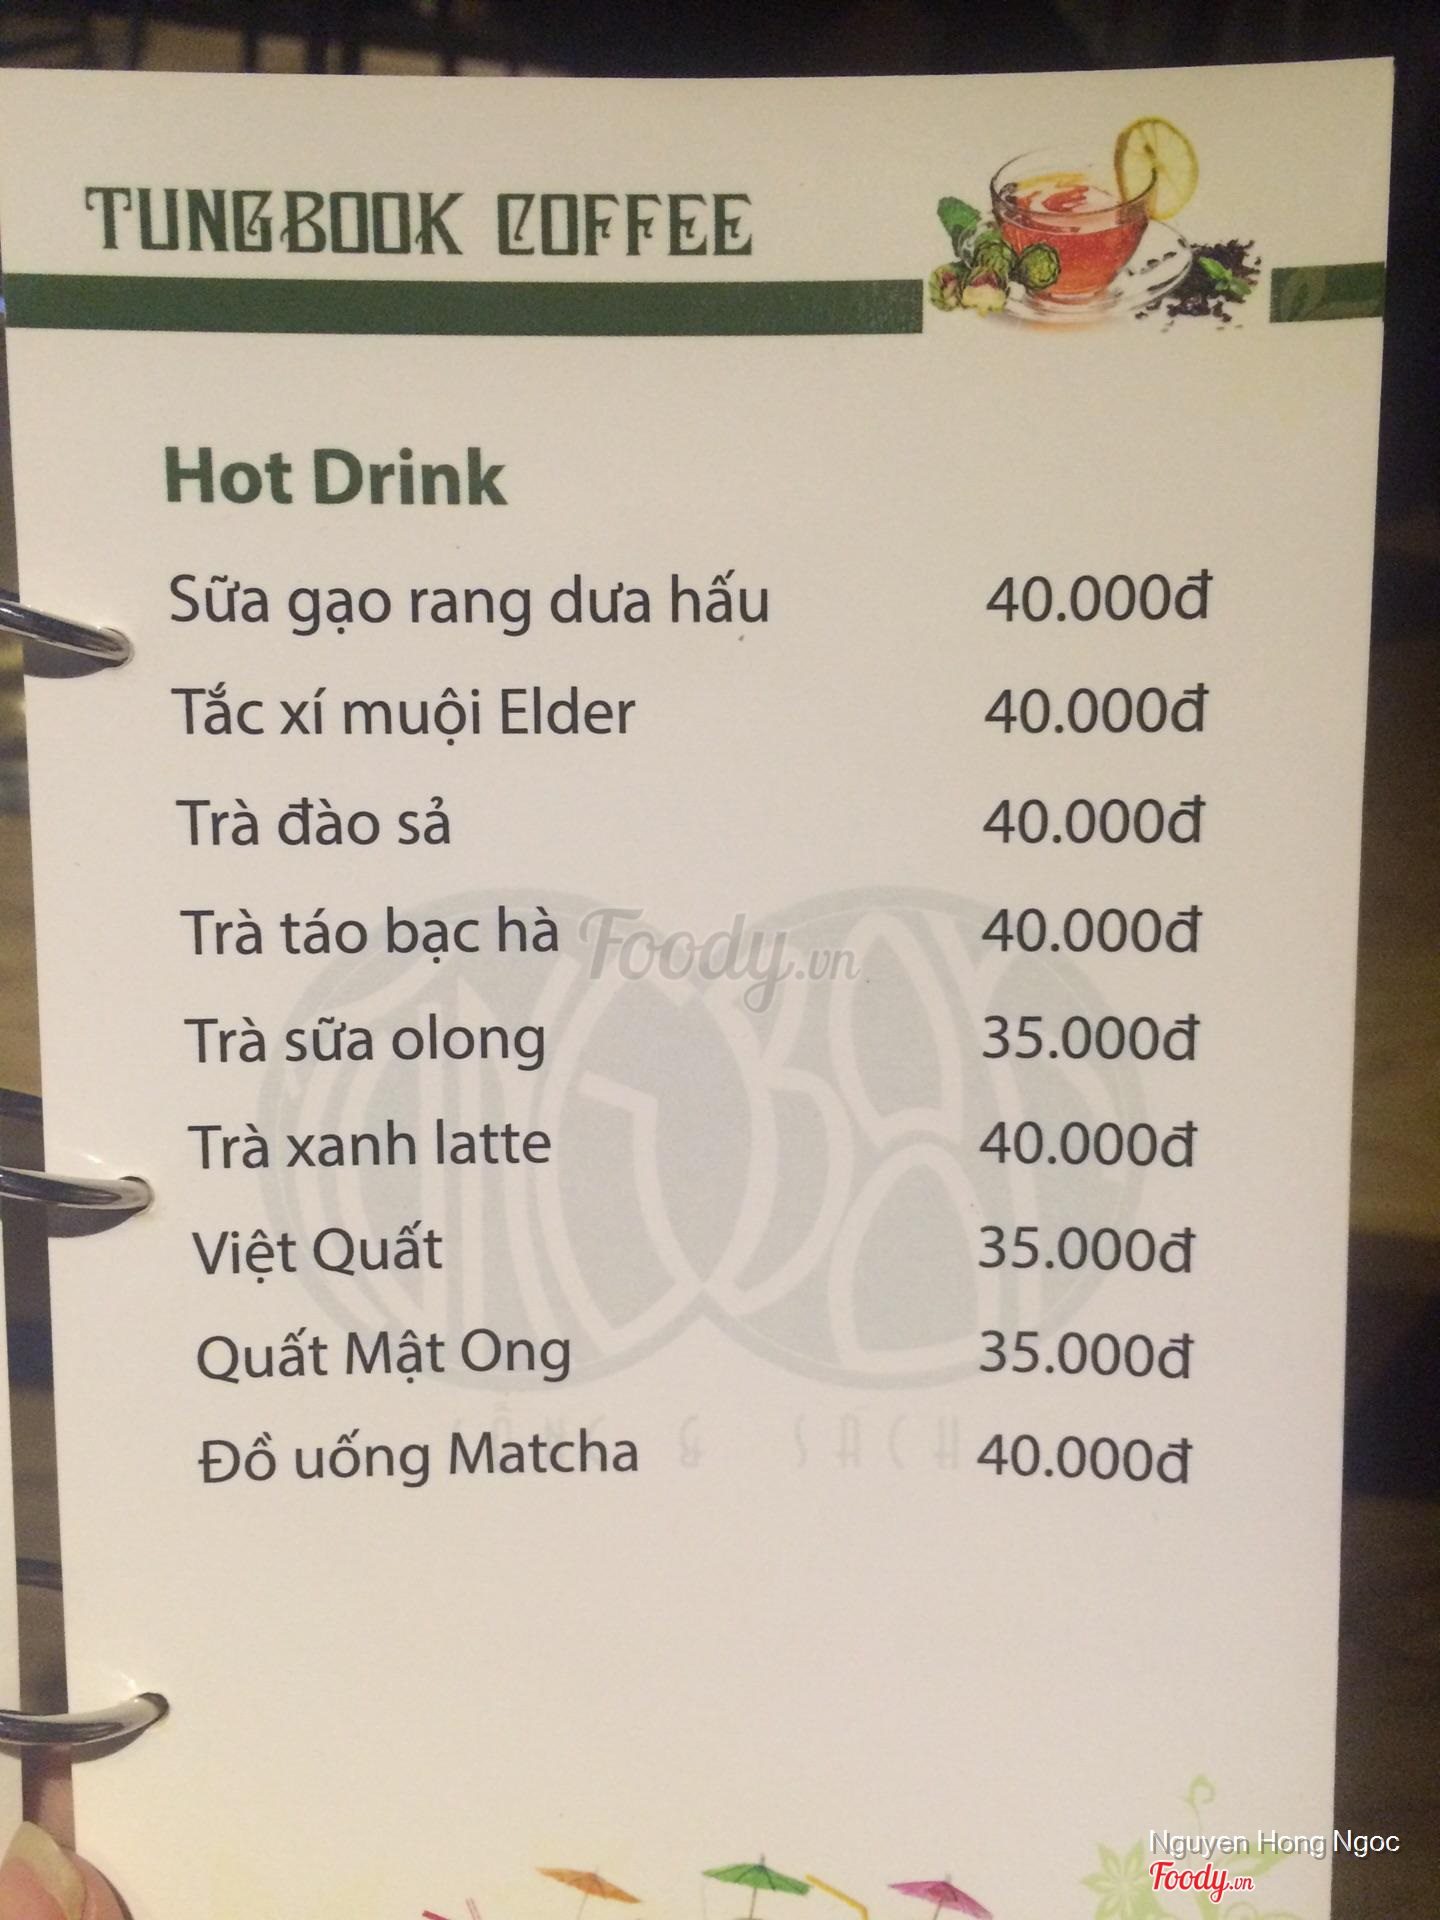 TUNGBOOK COFFEE
Hot Drink
Sữa gạo rang dưa hấu 40.000đ
Tắc xí muội Elder 40.000đ
Trà đào sả 40.000đ
Trà táo bạc hà 40.000đ
Foody.vn
Trà sữa olong 35.000đ
Trà xanh latte 40.000đ
Việt Quất 35.000đ
Quất Mật Ong 35.000đ
& SÁCH
Đồ uống Matcha 40.000đ
Nguyen Hong Ngoc
Foody.vn